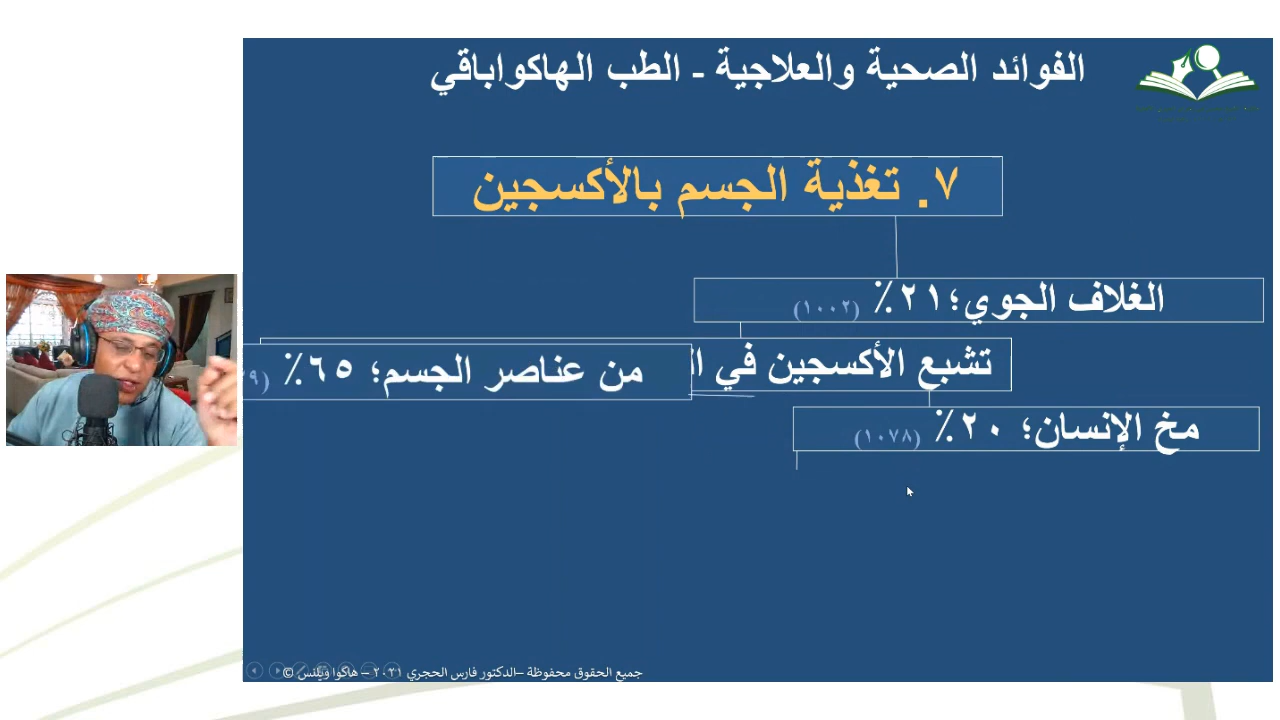 الفوائد الصحية والعلاجية - الطب الهاكواباقي
٧. تغذية الجسم بالأكسجين
الغلاف الجوي؛٢١٪ (١٠٠٢)
تشبع الأكسجين في
من عناصر الجسم؛ ٦٥٪
مخ الإنسان؛ ٢٠٪ (١٠٧٨)
جميع الحقوق محفوظة –الدكتور فارس الحجري ٢٠٢١ – هاكوا ويلنس ©